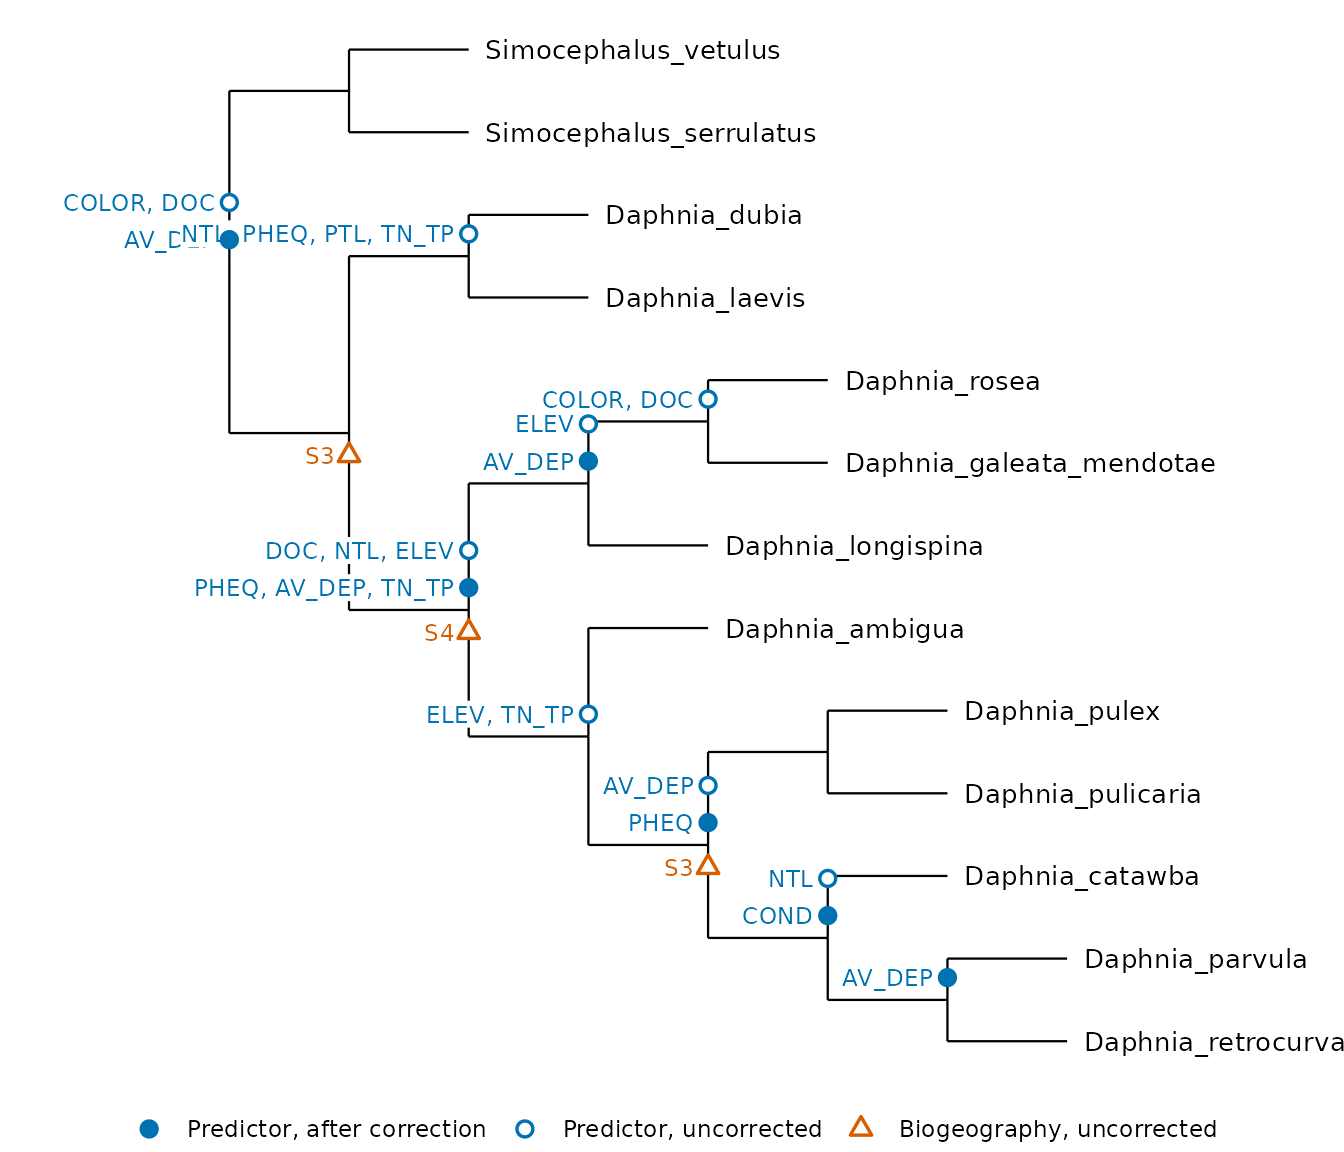 Simocephalus_vetulus
Simocephalus_serrulatus
COLOR, DOC
Daphnia_dubia
NTL, PHEQ, PTL, TN_TP
Daphnia_laevis
Daphnia_rosea
COLOR, DOC
ELEV
S3
AV_DEP
Daphnia_galeata_mendotae
Daphnia_longispina
DOC, NTL, ELEV
PHEQ, AV_DEP, TN_TP
S4
Daphnia_ambigua
ELEV, TN_TP
Daphnia_pulex
AV_DEP
Daphnia_pulicaria
PHEQ
S3
NTL
Daphnia_catawba
COND
Daphnia_parvula
AV_DEP
Daphnia_retrocurva
Predictor, after correction
Predictor, uncorrected
Biogeography, uncorrected